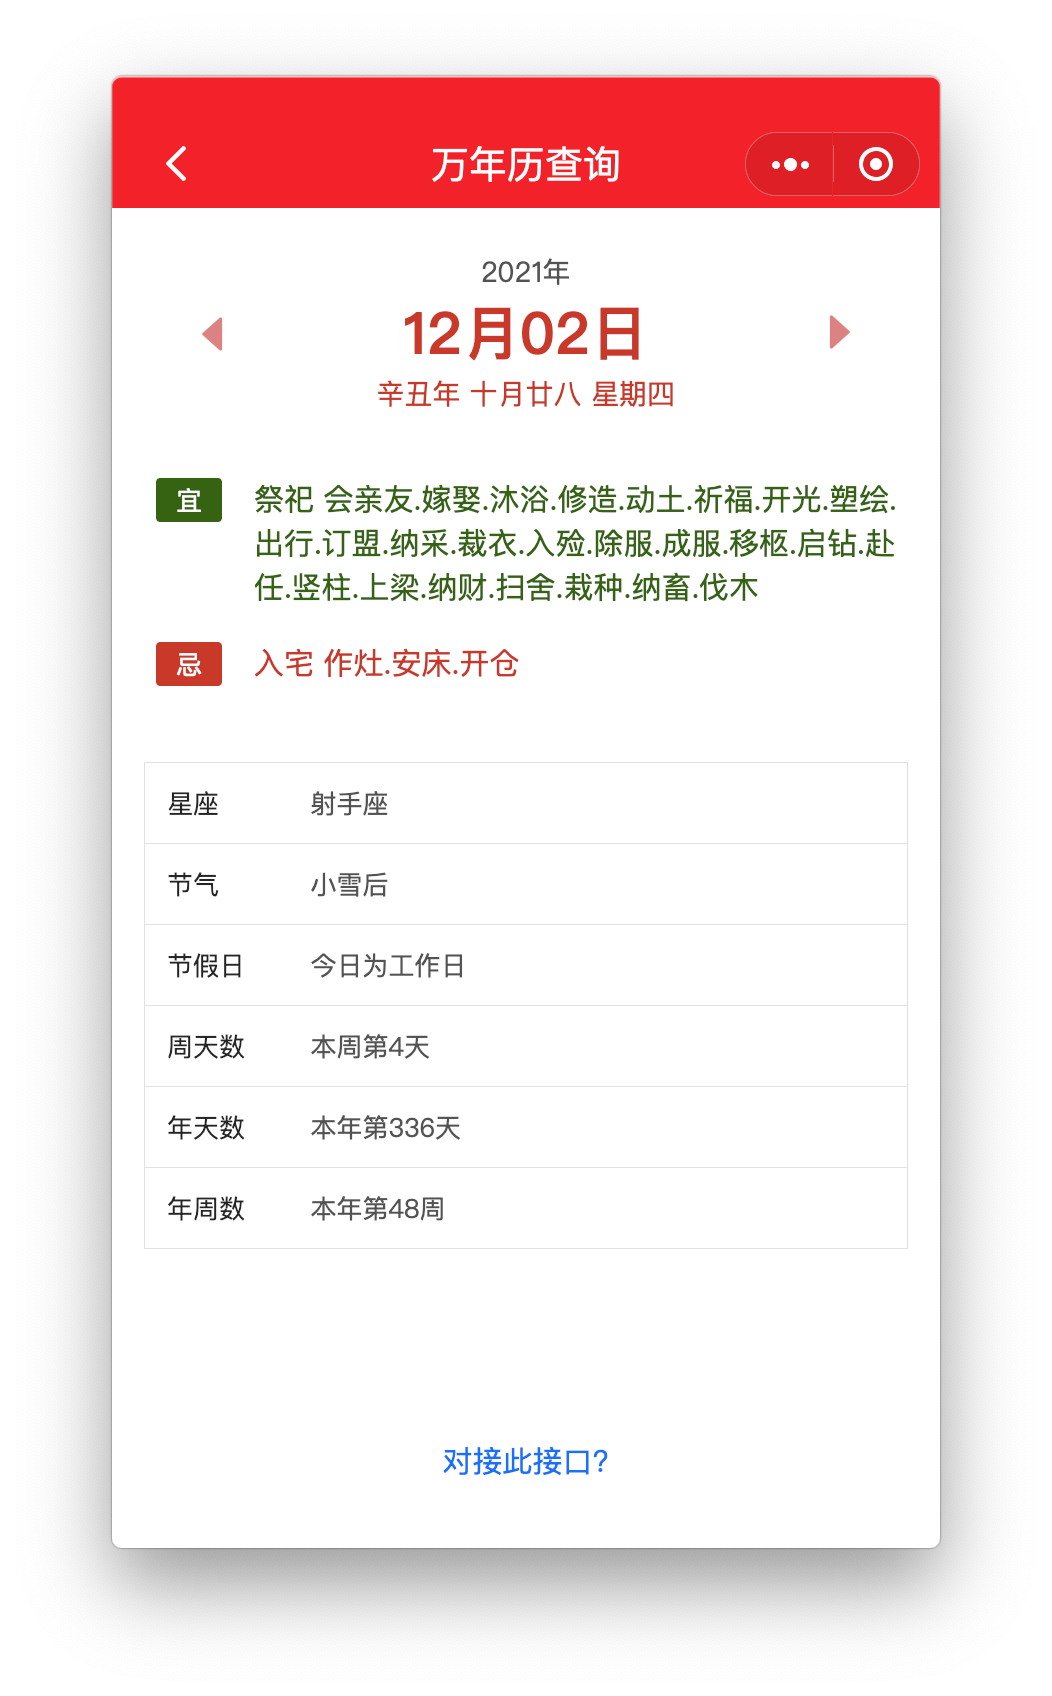 万年历查询
2021年
12月02日
辛丑年 十月廿八 星期四
宜 祭祀 会亲友.嫁娶.沐浴.修造.动土.祈福.开光.塑绘.
出行.订盟.纳采.裁衣.入殓.除服.成服.移柩.启钻.赴
任.竖柱.上梁.纳财.扫舍.栽种.纳畜.伐木
忌 入宅 作灶.安床.开仓
星座 射手座
节气 小雪后
节假日 今日为工作日
周天数 本周第4天
年天数 本年第336天
年周数 本年第48周
对接此接口?